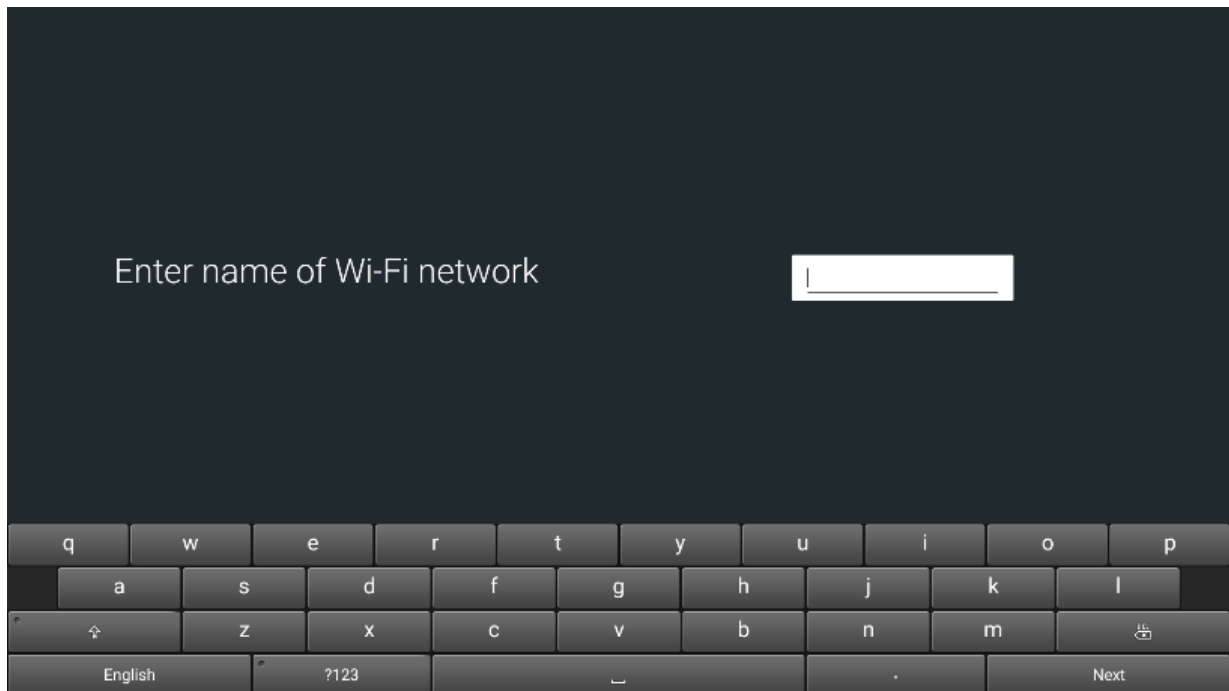 Enter name of Wi-Fi network
q w e r t y u i o p
a s d f g h j k l
z x c v b n m
English ?123 . Next